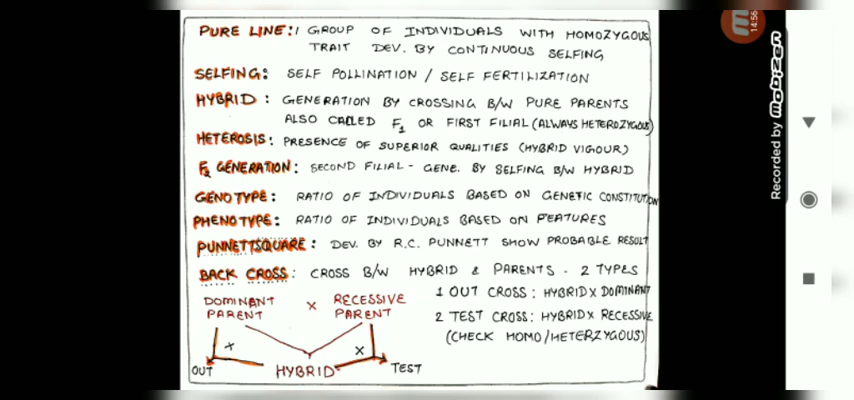 PURE LINE: GROUP OF INDIVIDUALS WITH HOMOZYGOUS
TRAIT DEV. BY CONTINUOUS SELFING
SELFING: SELF POLLINATION / SELF FERTILIZATION
HYBRID: GENERATION BY CROSSING B/W PURE PARENTS
ALSO CALLED F1 OR FIRST FILIAL (ALWAYS HETEROZYGOUS)
HETEROSIS: PRESENCE OF SUPERIOR QUALITIES (HYBRID VIGOUR)
F2 GENERATION: SECOND FILIAL - GENE. BY SELFING B/W HYBRID
GENOTYPE: RATIO OF INDIVIDUALS BASED ON GENETIC CONSTITUTION
PHENOTYPE: RATIO OF INDIVIDUALS BASED ON FEATURES
PUNNETTSQUARE: DEV. BY R.C. PUNNETT SHOW PROBABLE RESULT
BACK CROSS: CROSS B/W HYBRID & PARENTS. 2 TYPES
1 OUT CROSS: HYBRID X DOMINANT
2 TEST CROSS: HYBRID X RECESSIVE
(CHECK HOMO/HETERZYGOUS)
DOMINANT X RECESSIVE
PARENT PARENT
X X
OUT HYBRID TEST
14:56
Recorded by mobizen